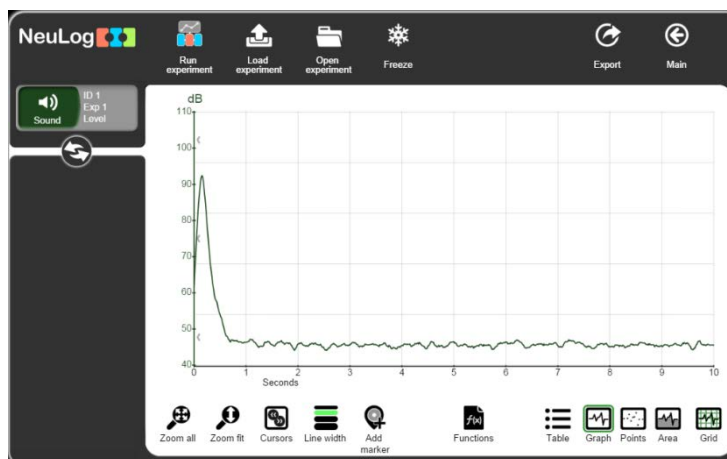 NeuLog
Run experiment
Load experiment
Open experiment
Freeze
Export
Main
Sound
ID 1
Exp 1
Level
dB
110
100
90
80
70
60
50
40
0 1 2 3 4 5 6 7 8 9 10
Seconds
Zoom all
Zoom fit
Cursors
Line width
Add marker
f(x)
Functions
Table
Graph
Points
Area
Grid